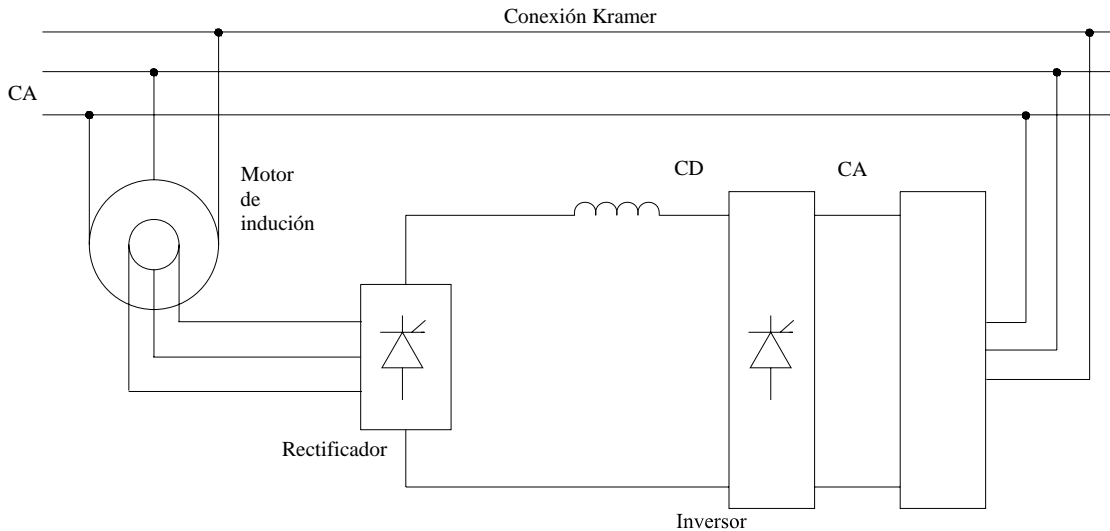 Conexión Kramer
CA
Motor
de
indución
CD
CA
Rectificador
Inversor